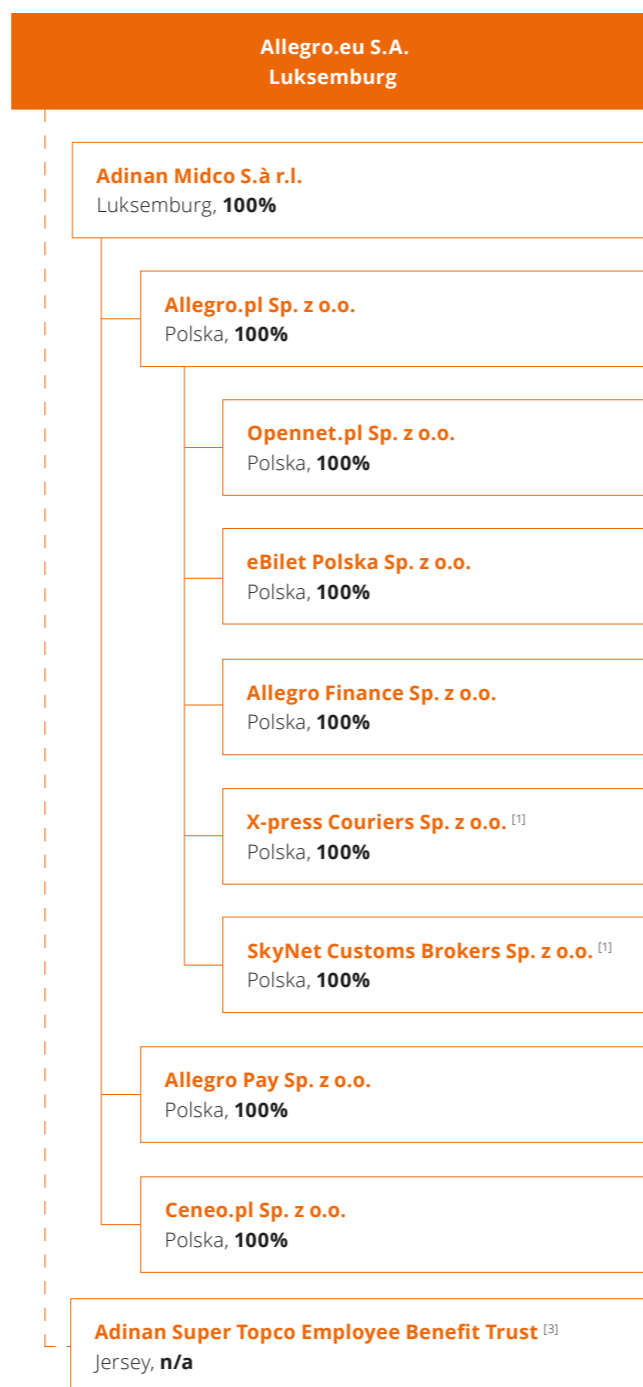 Allegro.eu S.A.
Luksemburg
Adinan Midco S.à r.l.
Luksemburg, 100%
Allegro.pl Sp. z o.o.
Polska, 100%
Opennet.pl Sp. z o.o.
Polska, 100%
eBilet Polska Sp. z o.o.
Polska, 100%
Allegro Finance Sp. z o.o.
Polska, 100%
X-press Couriers Sp. z o.o. [1]
Polska, 100%
SkyNet Customs Brokers Sp. z o.o. [1]
Polska, 100%
Allegro Pay Sp. z o.o.
Polska, 100%
Ceneo.pl Sp. z o.o.
Polska, 100%
Adinan Super Topco Employee Benefit Trust [3]
Jersey, n/a